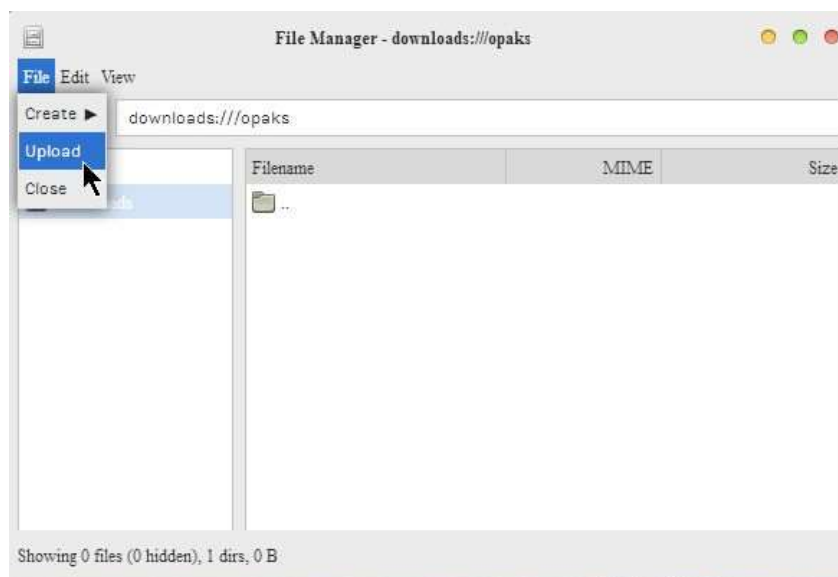 File Manager - downloads:///opaks
File Edit View
Create ▶
downloads:///opaks
Upload
Close
Filename MIME Size
..
Showing 0 files (0 hidden), 1 dirs, 0 B